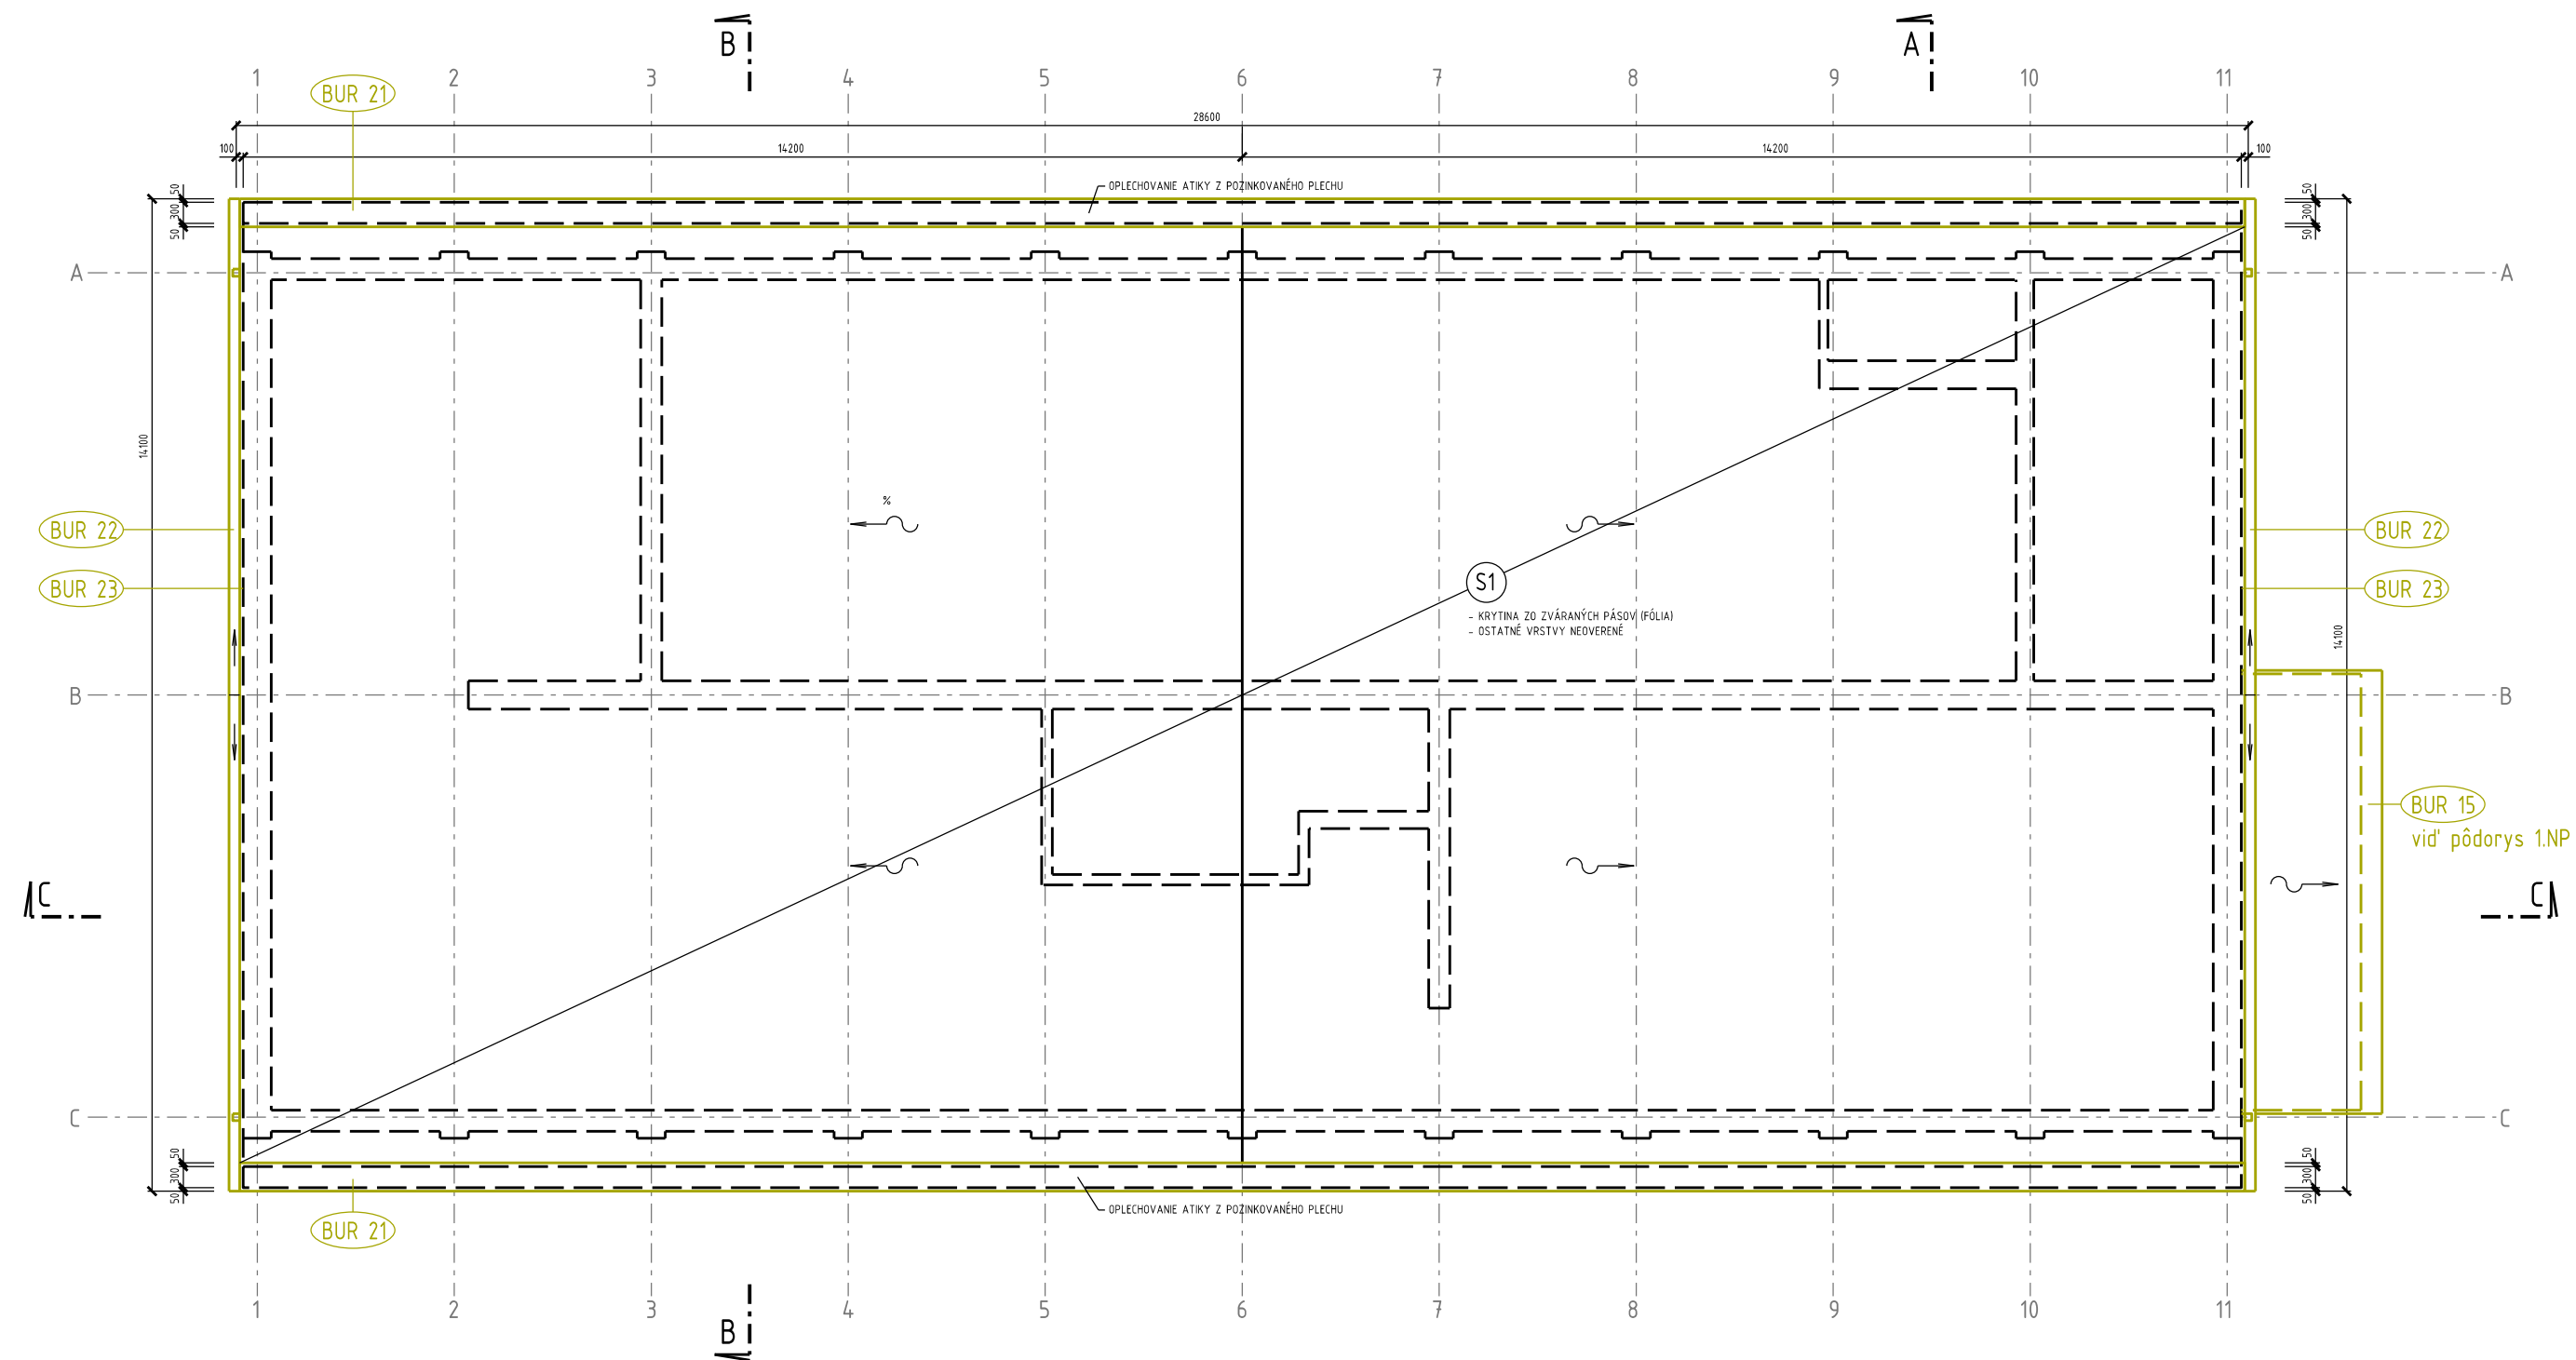 B A
1 2 3 4 5 6 7 8 9 10 11
BUR 21
28600
100 14200 14200 100
50 300 50
50 300 50
OPLECHOVANIE ATIKY Z POZINKOVANÉHO PLECHU
A A
14100
%
BUR 22 BUR 22
S1
BUR 23 BUR 23
- KRYTINA ZO ZVÁRANÝCH PÁSOV (FÓLIA)
- OSTATNÉ VRSTVY NEOVERENÉ
14100
B B
BUR 15
viď pôdorys 1.NP
C C
C C
50 300 50
50 300 50
OPLECHOVANIE ATIKY Z POZINKOVANÉHO PLECHU
BUR 21
1 2 3 4 5 6 7 8 9 10 11
B